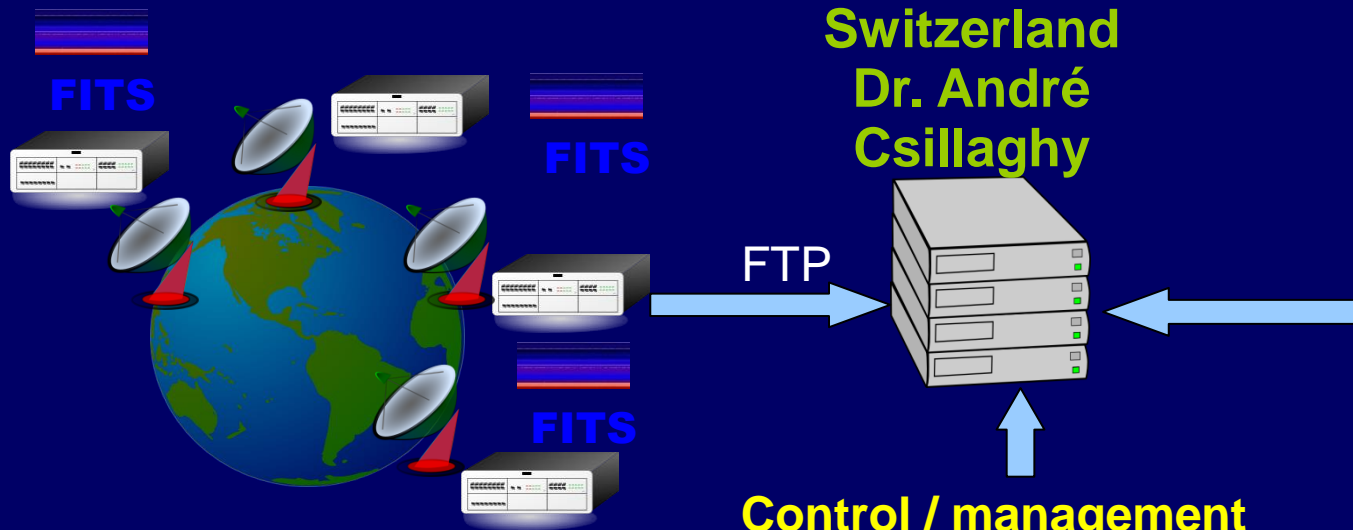 FITS
FITS
Switzerland
Dr. André
Csillaghy
FTP
FITS
Control / management